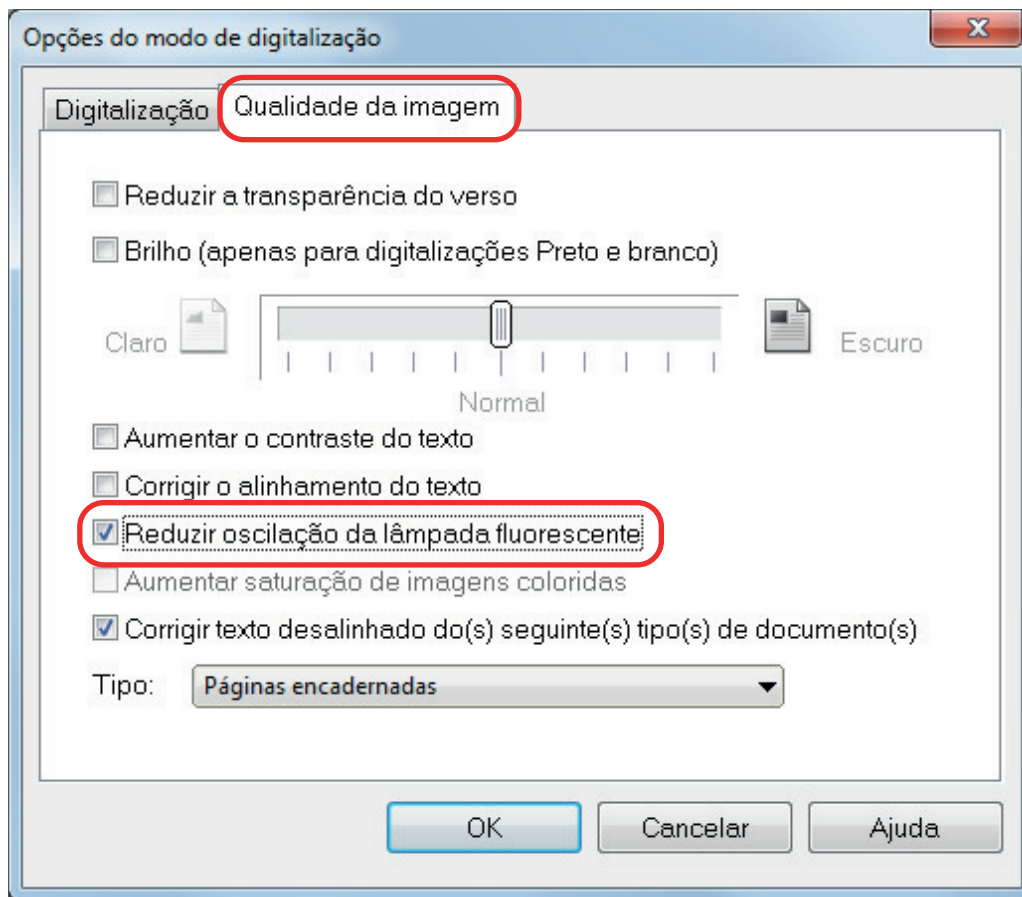 Opções do modo de digitalização
Digitalização Qualidade da imagem
Reduzir a transparência do verso
Brilho (apenas para digitalizações Preto e branco)
Claro Escuro
Normal
Aumentar o contraste do texto
Corrigir o alinhamento do texto
Reduzir oscilação da lâmpada fluorescente
Aumentar saturação de imagens coloridas
Corrigir texto desalinhado do(s) seguinte(s) tipo(s) de documento(s)
Tipo: Páginas encadernadas
OK Cancelar Ajuda